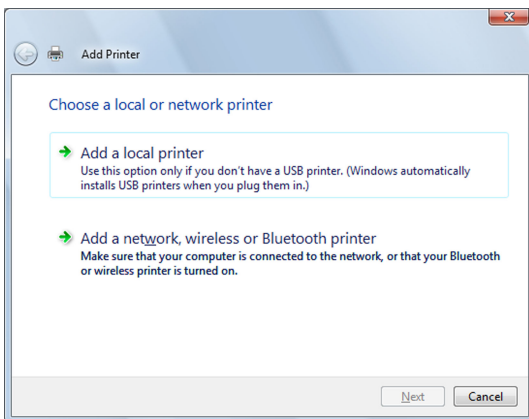 Add Printer
Choose a local or network printer
Add a local printer
Use this option only if you don't have a USB printer. (Windows automatically
installs USB printers when you plug them in.)
Add a network, wireless or Bluetooth printer
Make sure that your computer is connected to the network, or that your Bluetooth
or wireless printer is turned on.
Next Cancel